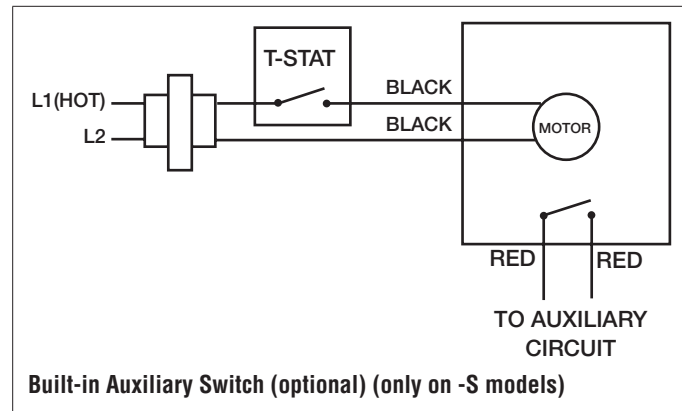 T-STAT
L1(HOT)
BLACK
L2
BLACK
MOTOR
RED
RED
TO AUXILIARY
CIRCUIT
Built-in Auxiliary Switch (optional) (only on -S models)